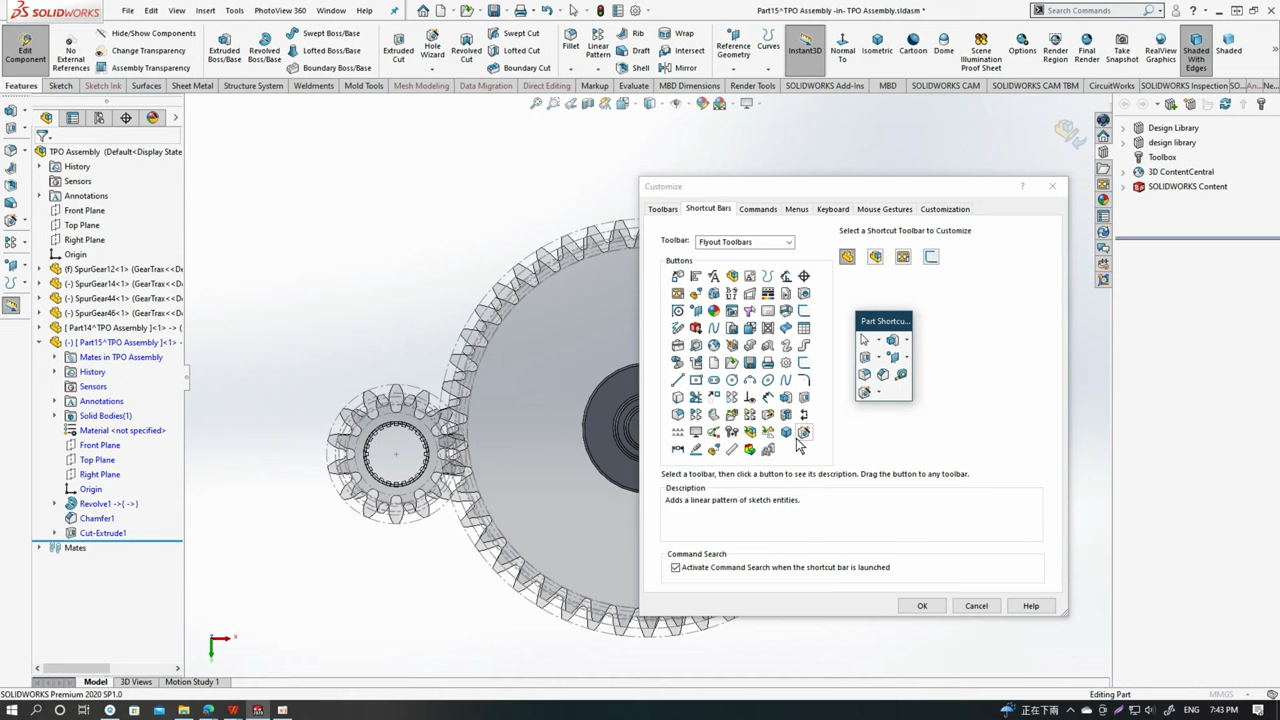 SOLIDWORKS
File Edit View Insert Tools PhotoView 360 Window Help
Part15^TPO Assembly -in- TPO Assembly.sldasm *
Search Commands
Edit Component
No External References
Hide/Show Components
Change Transparency
Assembly Transparency
Extruded Boss/Base
Revolved Boss/Base
Swept Boss/Base
Lofted Boss/Base
Boundary Boss/Base
Extruded Cut
Hole Wizard
Revolved Cut
Swept Cut
Lofted Cut
Boundary Cut
Fillet
Linear Pattern
Rib
Draft
Shell
Wrap
Intersect
Mirror
Reference Geometry
Curves
Instant3D
Normal To
Isometric
Cartoon
Dome
Scene Illumination Proof Sheet
Options
Render Region
Final Render
Take Snapshot
RealView Graphics
Shaded With Edges
Shaded
Features Sketch Sketch Ink Surfaces Sheet Metal Structure System Weldments Mold Tools Mesh Modeling Data Migration Direct Editing Markup Evaluate MBD Dimensions Render Tools SOLIDWORKS Add-Ins MBD SOLIDWORKS CAM SOLIDWORKS CAM TBM CircuitWorks SOLIDWORKS Inspection
TPO Assembly (Default<Display State
History
Sensors
Annotations
Front Plane
Top Plane
Right Plane
Origin
(f) SpurGear12<1> (GearTrax<<De
(-) SpurGear14<1> (GearTrax<<De
(-) SpurGear44<1> (GearTrax<<De
(-) SpurGear46<1> (GearTrax<<De
[ Part14^TPO Assembly ]<1> ->
(-) [ Part15^TPO Assembly ]<1> -
Mates in TPO Assembly
History
Sensors
Annotations
Solid Bodies(1)
Material <not specified>
Front Plane
Top Plane
Right Plane
Origin
Revolve1 ->{ ->}
Chamfer1
Cut-Extrude1
Mates
Customize
Toolbars Shortcut Bars Commands Menus Keyboard Mouse Gestures Customization
Toolbar: Flyout Toolbars
Select a Shortcut Toolbar to Customize
Buttons
Part Shortcu...
Select a toolbar, then click a button to see its description. Drag the button to any toolbar.
Description
Adds a linear pattern of sketch entities.
Command Search
Activate Command Search when the shortcut bar is launched
OK Cancel Help
Design Library
design library
Toolbox
3D ContentCentral
SOLIDWORKS Content
Model 3D Views Motion Study 1
SOLIDWORKS Premium 2020 SP1.0
Editing Part
MMGS
正在下雨
ENG 7:43 PM